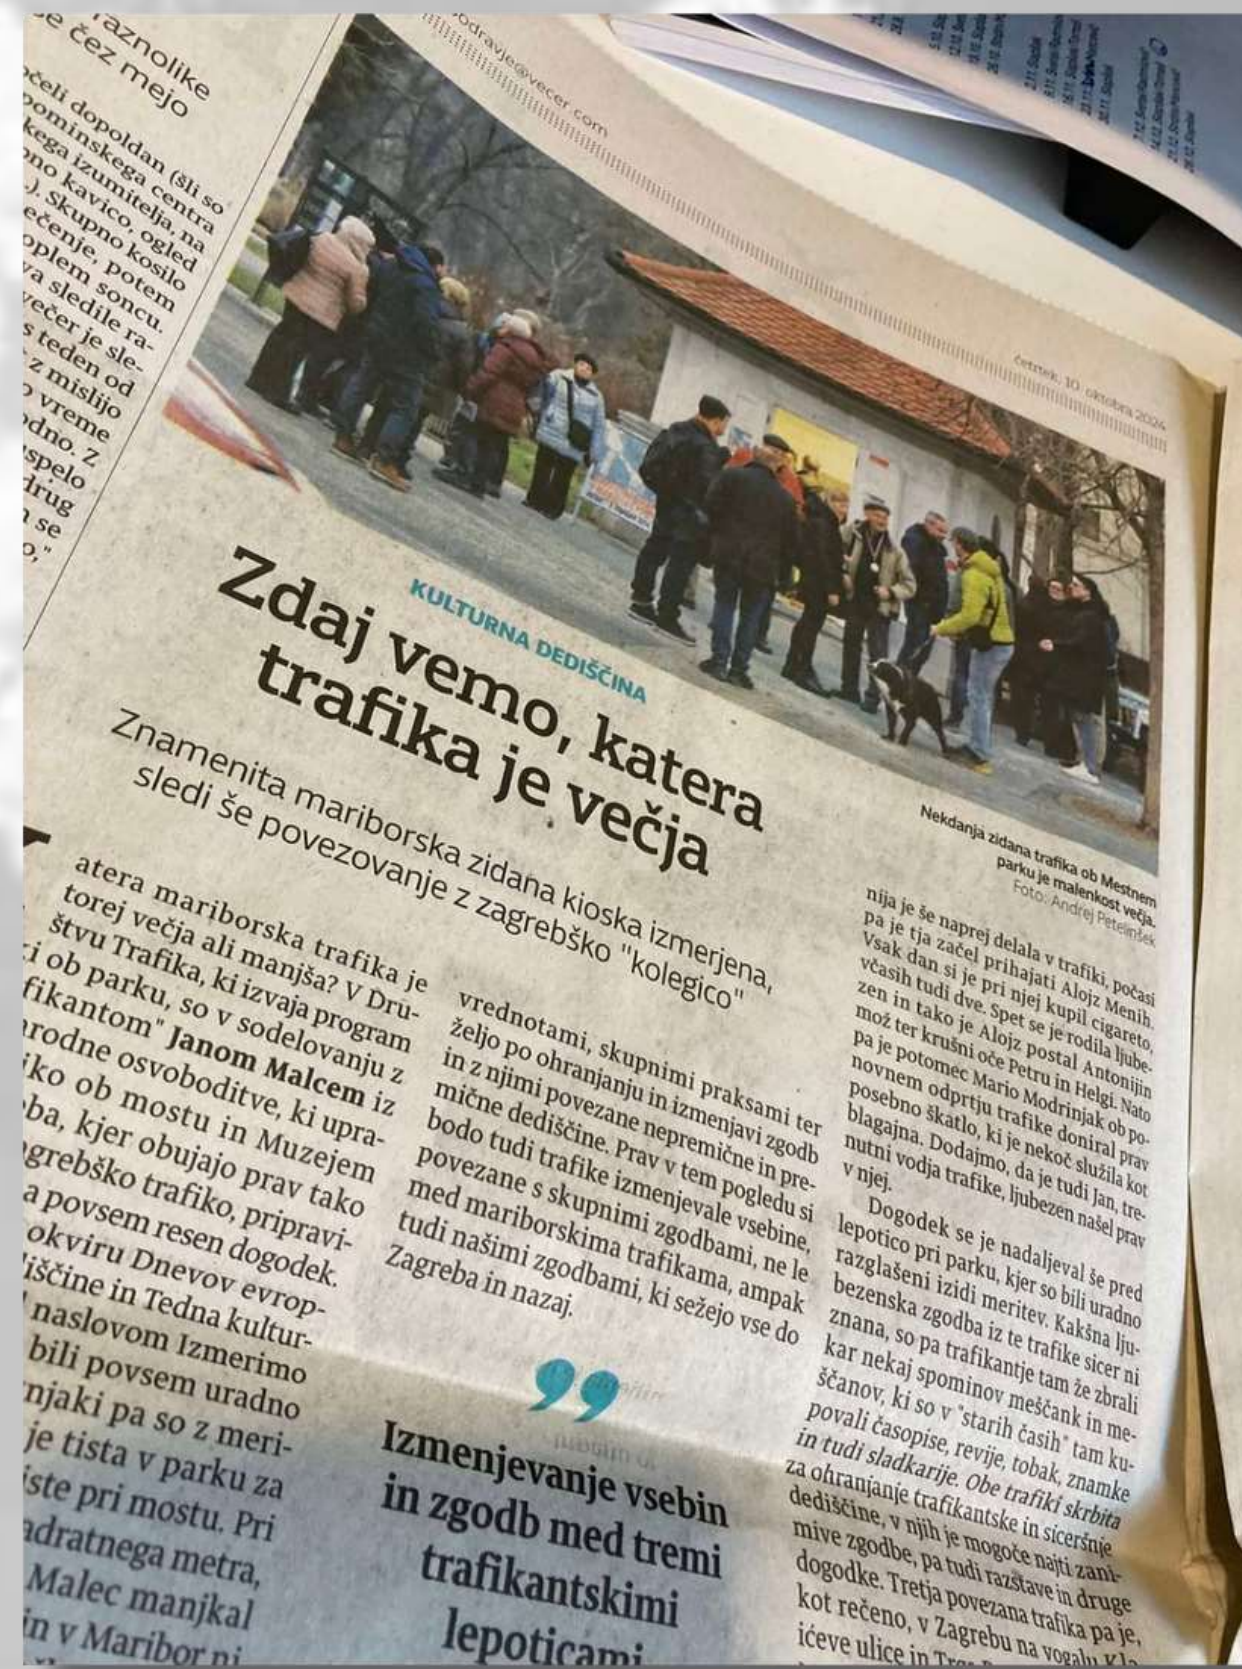 raznolike
čez mejo
čeli dopoldan (šli so
pominskega centra
kega izumitelja, na
no kavico, ogled
.). Skupno kosilo
ečenje, potem
oplem soncu.
va sledile ra-
večer je sle-
s teden od
z mislijo
vreme
dno. Z
spelo
drug
se
o,"
podravje@vecer.com
četrtek, 10. oktobra 2024
Nekdanja zidana trafika ob Mestnem
parku je malenkost večja.
Foto: Andrej Petelinšek
KULTURNA DEDIŠČINA
Zdaj vemo, katera
trafika je večja
Znamenita mariborska zidana kioska izmerjena,
sledi še povezovanje z zagrebško "kolegico"
atera mariborska trafika je
torej večja ali manjša? V Dru-
štvu Trafika, ki izvaja program
i ob parku, so v sodelovanju z
fikantom" Janom Malcem iz
rodne osvoboditve, ki upra-
iko ob mostu in Muzejem
ba, kjer obujajo prav tako
grebško trafiko, pripravi-
a povsem resen dogodek.
okviru Dnevov evrop-
iščine in Tedna kultur-
naslovom Izmerimo
bili povsem uradno
njaki pa so z meri-
je tista v parku za
ste pri mostu. Pri
adratnega metra,
Malec manjkal
in v Maribor ni
vrednotami, skupnimi praksami ter
željo po ohranjanju in izmenjavi zgodb
in z njimi povezane nepremične in pre-
mične dediščine. Prav v tem pogledu si
bodo tudi trafike izmenjevale vsebine,
povezane s skupnimi zgodbami, ne le
med mariborskima trafikama, ampak
tudi našimi zgodbami, ki sežejo vse do
Zagreba in nazaj.
”
Izmenjevanje vsebin
in zgodb med tremi
trafikantskimi
lepoticami
nija je še naprej delala v trafiki, počasi
pa je tja začel prihajati Alojz Menih.
Vsak dan si je pri njej kupil cigareto,
včasih tudi dve. Spet se je rodila ljube-
zen in tako je Alojz postal Antonijin
mož ter krušni oče Petru in Helgi. Nato
pa je potomec Mario Modrinjak ob po-
novnem odprtju trafike doniral prav
posebno škatlo, ki je nekoč služila kot
blagajna. Dodajmo, da je tudi Jan, tre-
nutni vodja trafike, ljubezen našel prav
v njej.
Dogodek se je nadaljeval še pred
lepotico pri parku, kjer so bili uradno
razglašeni izidi meritev. Kakšna lju-
bezenska zgodba iz te trafike sicer ni
znana, so pa trafikantje tam že zbrali
kar nekaj spominov meščank in me-
ščanov, ki so v "starih časih" tam ku-
povali časopise, revije, tobak, znamke
in tudi sladkarije. Obe trafiki skrbita
za ohranjanje trafikantske in siceršnje
dediščine, v njih je mogoče najti zani-
mive zgodbe, pa tudi razstave in druge
dogodke. Tretja povezana trafika pa je,
kot rečeno, v Zagrebu na vogalu Kla-
ićeve ulice in